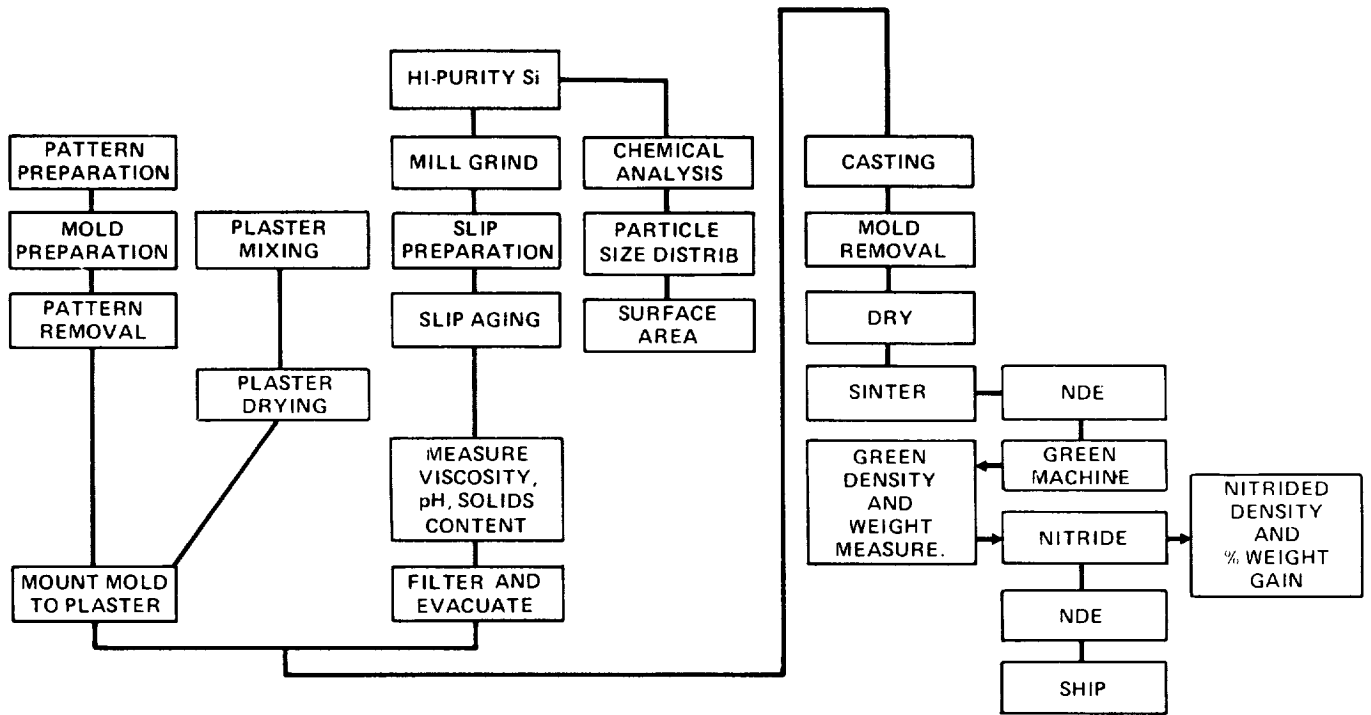 HI-PURITY Si
PATTERN
PREPARATION
MOLD
PREPARATION
PATTERN
REMOVAL
PLASTER
MIXING
PLASTER
DRYING
MOUNT MOLD
TO PLASTER
MILL GRIND
SLIP
PREPARATION
SLIP AGING
MEASURE
VISCOSITY,
pH, SOLIDS
CONTENT
FILTER AND
EVACUATE
CHEMICAL
ANALYSIS
PARTICLE
SIZE DISTRIB
SURFACE
AREA
CASTING
MOLD
REMOVAL
DRY
SINTER
NDE
GREEN
MACHINE
GREEN
DENSITY
AND
WEIGHT
MEASURE.
NITRIDE
NITRIDED
DENSITY
AND
% WEIGHT
GAIN
NDE
SHIP